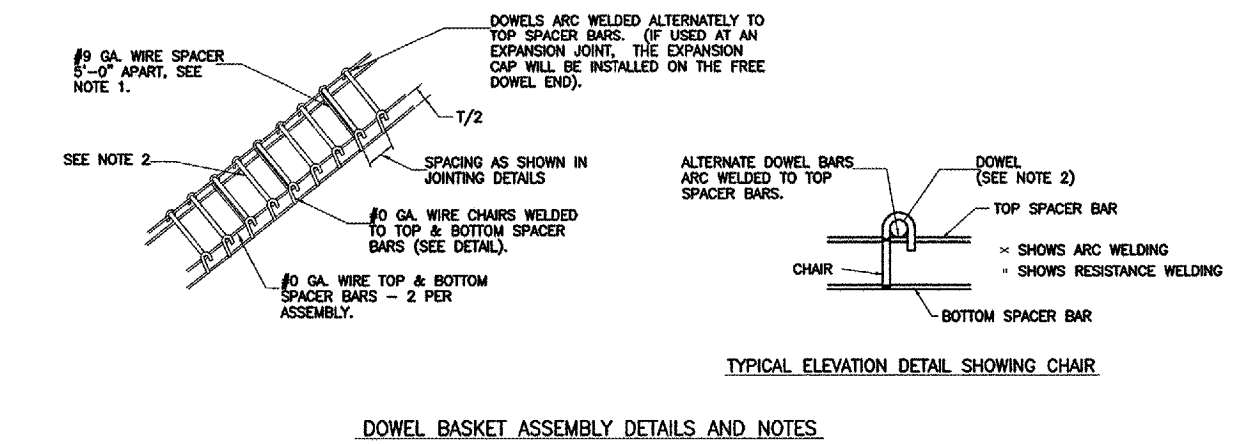 DOWELS ARC WELDED ALTERNATELY TO
TOP SPACER BARS. (IF USED AT AN
EXPANSION JOINT, THE EXPANSION
CAP WILL BE INSTALLED ON THE FREE
DOWEL END).
#9 GA. WIRE SPACER
5'-0" APART, SEE
NOTE 1.
T/2
SEE NOTE 2
SPACING AS SHOWN IN
JOINTING DETAILS
#0 GA. WIRE CHAIRS WELDED
TO TOP & BOTTOM SPACER
BARS (SEE DETAIL).
#0 GA. WIRE TOP & BOTTOM
SPACER BARS - 2 PER
ASSEMBLY.
ALTERNATE DOWEL BARS
ARC WELDED TO TOP
SPACER BARS.
DOWEL
(SEE NOTE 2)
TOP SPACER BAR
× SHOWS ARC WELDING
" SHOWS RESISTANCE WELDING
CHAIR
BOTTOM SPACER BAR
TYPICAL ELEVATION DETAIL SHOWING CHAIR
DOWEL BASKET ASSEMBLY DETAILS AND NOTES